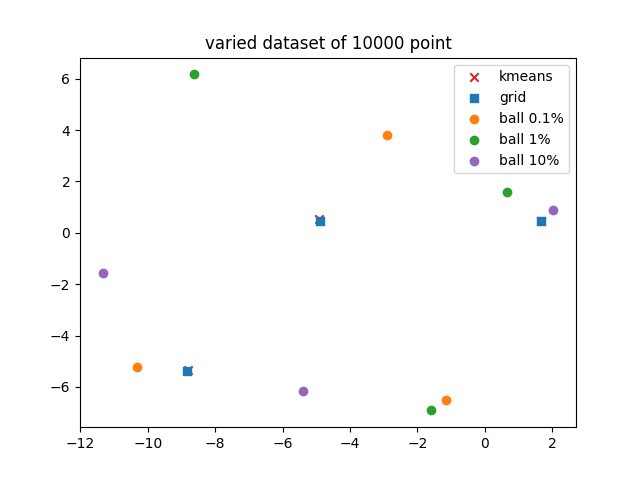 varied dataset of 10000 point
kmeans
grid
ball 0.1%
ball 1%
ball 10%
6
4
2
0
−2
−4
−6
−12
−10
−8
−6
−4
−2
0
2